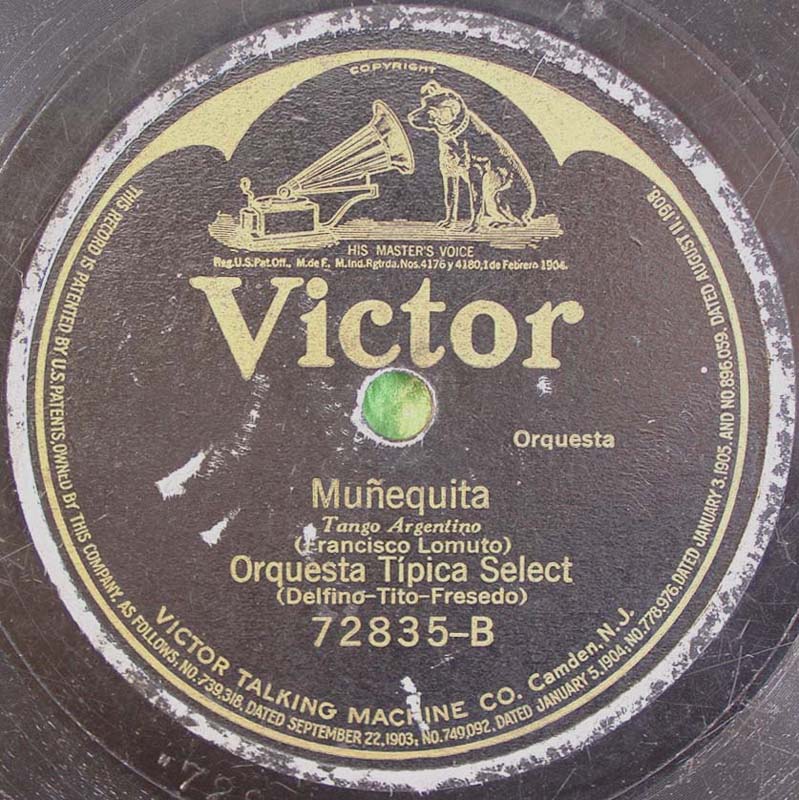 COPYRIGHT
HIS MASTER'S VOICE
Reg.U.S.Pat.Off., M.de F., M.Ind.Rgtrda.Nos.4176 y 4180,1 de Febrero 1904.
Victor
Orquesta
Muñequita
Tango Argentino
(Francisco Lomuto)
Orquesta Típica Select
(Delfino-Tito-Fresedo)
72835-B
VICTOR TALKING MACHINE CO. Camden, N.J.
THIS RECORD IS PATENTED BY U.S. PATENTS, OWNED BY THIS COMPANY, AS FOLLOWS: NO.739,318, DATED SEPTEMBER 22,1903; NO.749,092, DATED JANUARY 5,1904; NO.778,976, DATED JANUARY 3,1905, AND NO.896,059, DATED AUGUST 11,1908.